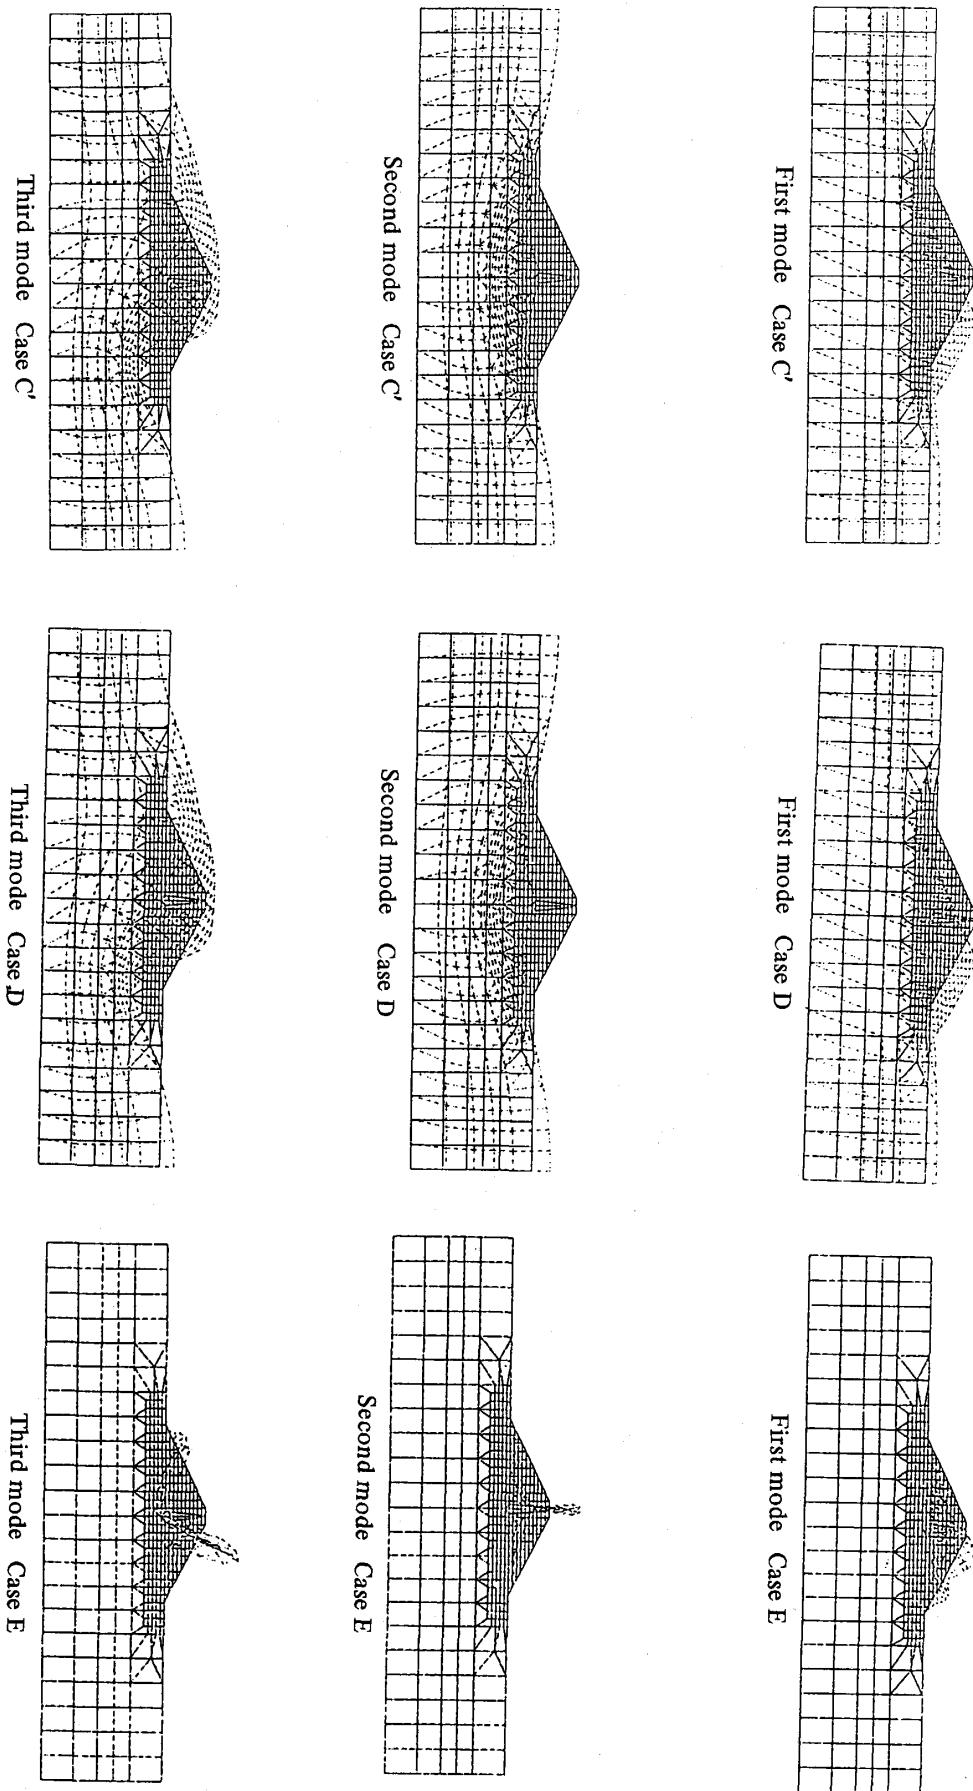 First mode Case C'
Second mode Case C'
Third mode Case C'
First mode Case D
Second mode Case D
Third mode Case D
First mode Case E
Second mode Case E
Third mode Case E